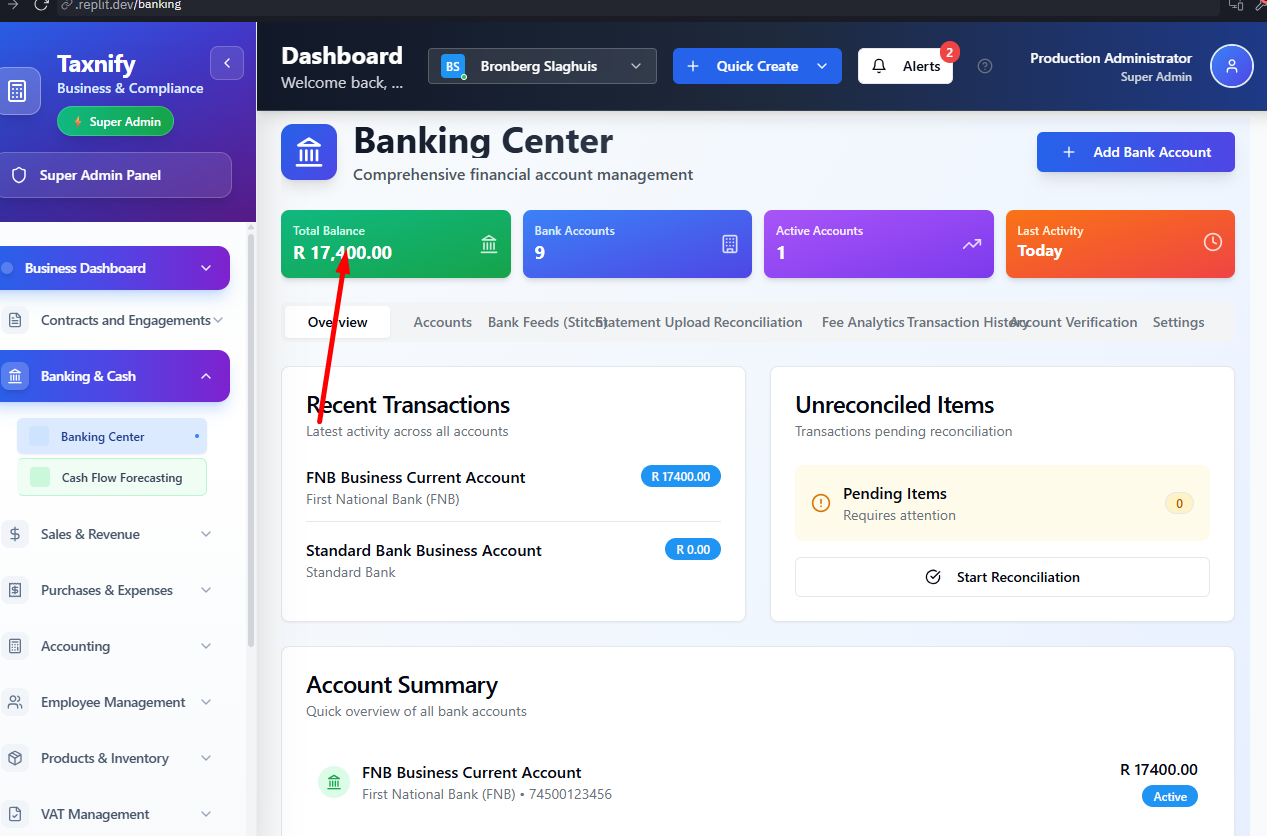 .replit.dev/banking
Taxnify
Business & Compliance
Super Admin
Super Admin Panel
Business Dashboard
Contracts and Engagements
Banking & Cash
Banking Center
Cash Flow Forecasting
Sales & Revenue
Purchases & Expenses
Accounting
Employee Management
Products & Inventory
VAT Management
Dashboard
Welcome back, ...
BS Bronberg Slaghuis
Quick Create
Alerts
2
Production Administrator
Super Admin
Banking Center
Comprehensive financial account management
Add Bank Account
Total Balance
R 17,400.00
Bank Accounts
9
Active Accounts
1
Last Activity
Today
Overview Accounts Bank Feeds (Stitch) Statement Upload Reconciliation Fee Analytics Transaction History Account Verification Settings
Recent Transactions
Latest activity across all accounts
FNB Business Current Account R 17400.00
First National Bank (FNB)
Standard Bank Business Account R 0.00
Standard Bank
Unreconciled Items
Transactions pending reconciliation
Pending Items
Requires attention
0
Start Reconciliation
Account Summary
Quick overview of all bank accounts
FNB Business Current Account R 17400.00
First National Bank (FNB) • 74500123456
Active